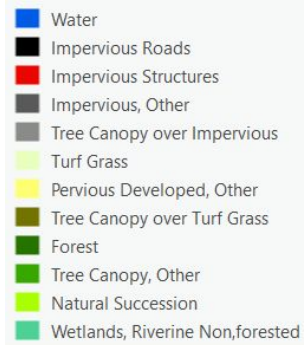 Water
Impervious Roads
Impervious Structures
Impervious, Other
Tree Canopy over Impervious
Turf Grass
Pervious Developed, Other
Tree Canopy over Turf Grass
Forest
Tree Canopy, Other
Natural Succession
Wetlands, Riverine Non,forested